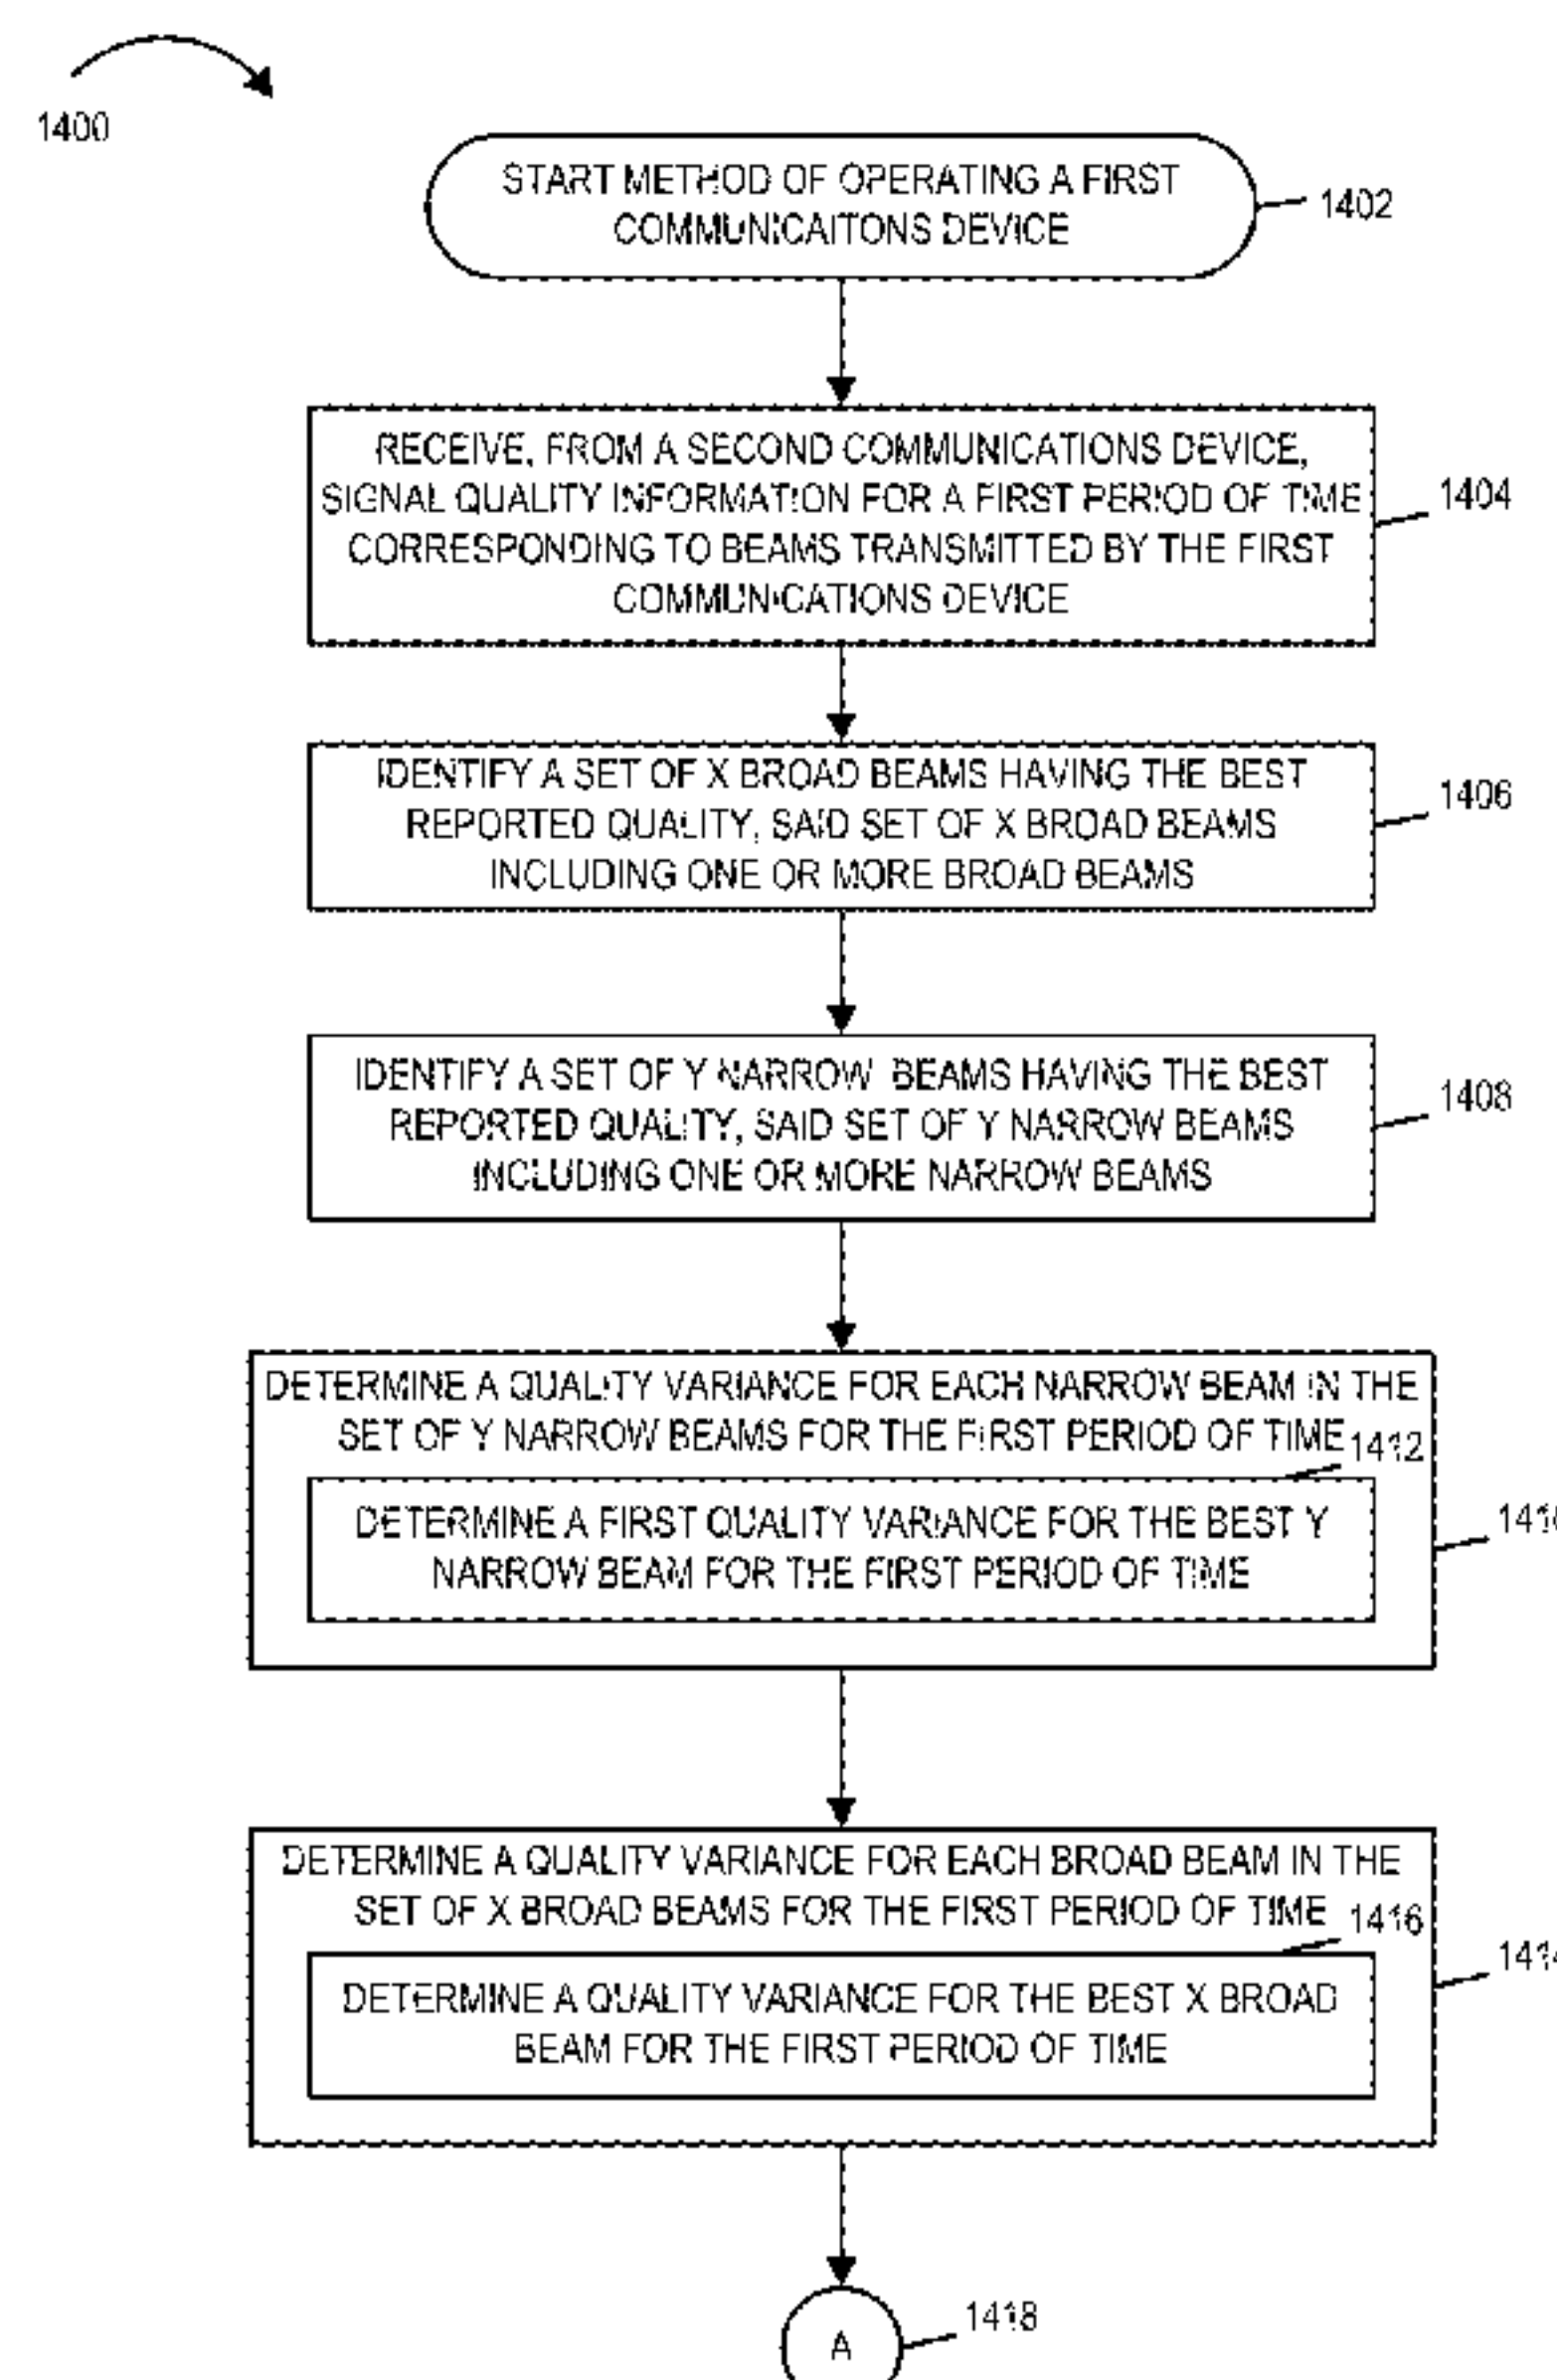 1400
START METHOD OF OPERATING A FIRST
COMMUNICAITONS DEVICE
1402
RECEIVE, FROM A SECOND COMMUNICATIONS DEVICE,
SIGNAL QUALITY INFORMATION FOR A FIRST PERIOD OF TIME
CORRESPONDING TO BEAMS TRANSMITTED BY THE FIRST
COMMUNICATIONS DEVICE
1404
IDENTIFY A SET OF X BROAD BEAMS HAVING THE BEST
REPORTED QUALITY, SAID SET OF X BROAD BEAMS
INCLUDING ONE OR MORE BROAD BEAMS
1406
IDENTIFY A SET OF Y NARROW BEAMS HAVING THE BEST
REPORTED QUALITY, SAID SET OF Y NARROW BEAMS
INCLUDING ONE OR MORE NARROW BEAMS
1408
DETERMINE A QUALITY VARIANCE FOR EACH NARROW BEAM IN THE
SET OF Y NARROW BEAMS FOR THE FIRST PERIOD OF TIME
1412
DETERMINE A FIRST QUALITY VARIANCE FOR THE BEST Y
NARROW BEAM FOR THE FIRST PERIOD OF TIME
1410
DETERMINE A QUALITY VARIANCE FOR EACH BROAD BEAM IN THE
SET OF X BROAD BEAMS FOR THE FIRST PERIOD OF TIME
1416
DETERMINE A QUALITY VARIANCE FOR THE BEST X BROAD
BEAM FOR THE FIRST PERIOD OF TIME
1414
A
1418